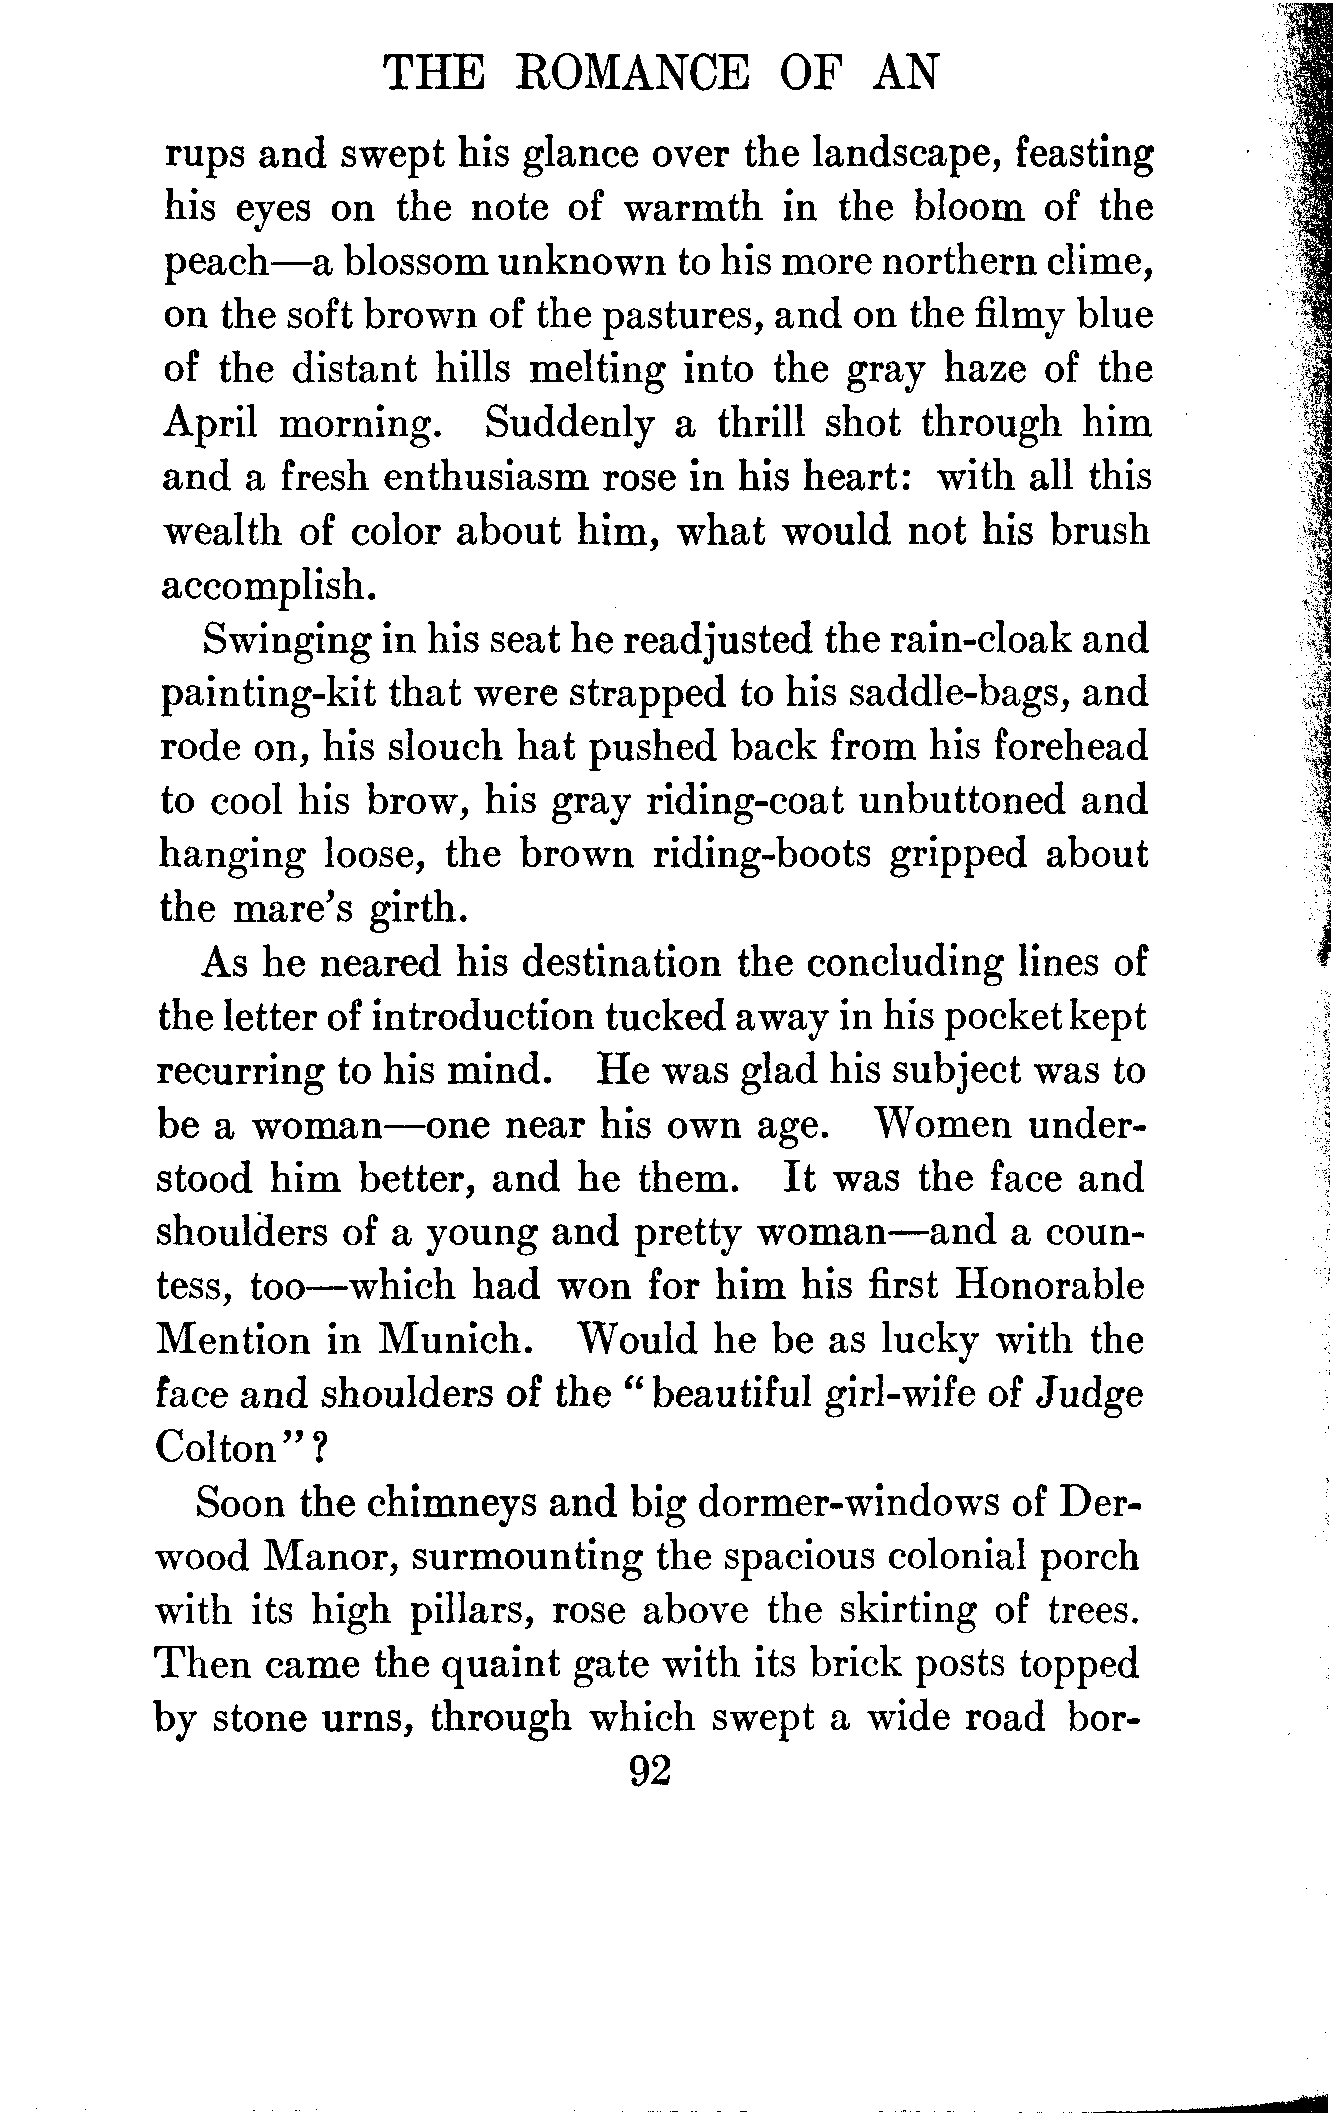 THE ROMANCE OF AN
rups and swept his glance over the landscape, feasting
his eyes on the note of warmth in the bloom of the
peach—a blossom unknown to his more northern clime,
on the soft brown of the pastures, and on the filmy blue
of the distant hills melting into the gray haze of the
April morning. Suddenly a thrill shot through him
and a fresh enthusiasm rose in his heart: with all this
wealth of color about him, what would not his brush
accomplish.
Swinging in his seat he readjusted the rain-cloak and
painting-kit that were strapped to his saddle-bags, and
rode on, his slouch hat pushed back from his forehead
to cool his brow, his gray riding-coat unbuttoned and
hanging loose, the brown riding-boots gripped about
the mare's girth.
As he neared his destination the concluding lines of
the letter of introduction tucked away in his pocket kept
recurring to his mind. He was glad his subject was to
be a woman—one near his own age. Women under-
stood him better, and he them. It was the face and
shoulders of a young and pretty woman—and a coun-
tess, too—which had won for him his first Honorable
Mention in Munich. Would he be as lucky with the
face and shoulders of the "beautiful girl-wife of Judge
Colton"?
Soon the chimneys and big dormer-windows of Der-
wood Manor, surmounting the spacious colonial porch
with its high pillars, rose above the skirting of trees.
Then came the quaint gate with its brick posts topped
by stone urns, through which swept a wide road bor-
92